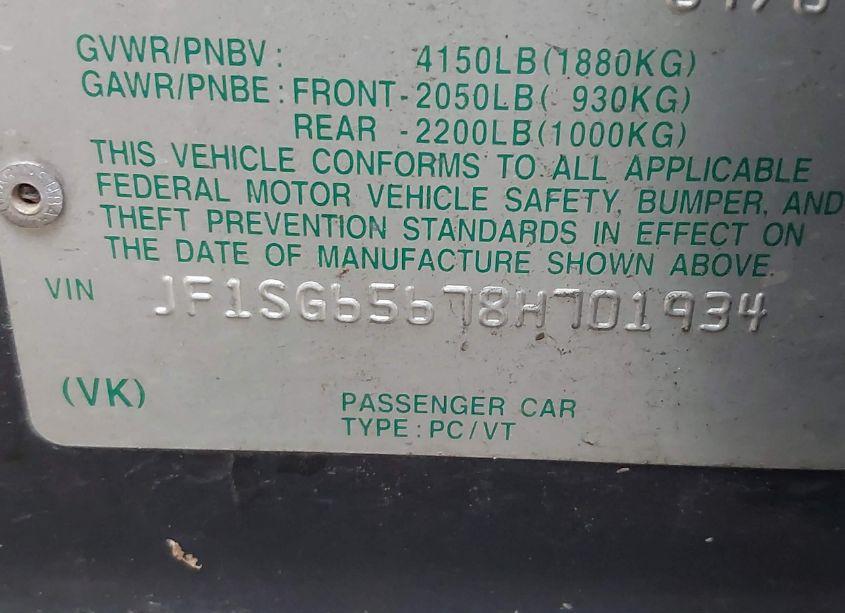 GVWR/PNBV : 4150LB(1880KG)
GAWR/PNBE : FRONT-2050LB( 930KG)
REAR -2200LB(1000KG)
THIS VEHICLE CONFORMS TO ALL APPLICABLE
FEDERAL MOTOR VEHICLE SAFETY, BUMPER, AND
THEFT PREVENTION STANDARDS IN EFFECT ON
THE DATE OF MANUFACTURE SHOWN ABOVE.
VIN JF1SG65678H701934
(VK)
PASSENGER CAR
TYPE : PC/VT